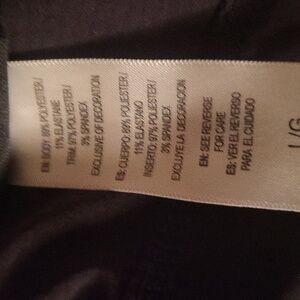 EN: BODY 89% POLYESTER/
11% ELASTANE
TRIM 97% POLYESTER/
3% SPANDEX
EXCLUSIVE OF DECORATION
ES: CUERPO: 89% POLIESTER/
11% ELASTANO
INSERTO: 97% POLIESTER/
3% SPANDEX
EXCLUYE LA DECORACION
EN: SEE REVERSE
FOR CARE
ES: VER EL REVERSO
PARA EL CUIDADO
L/G